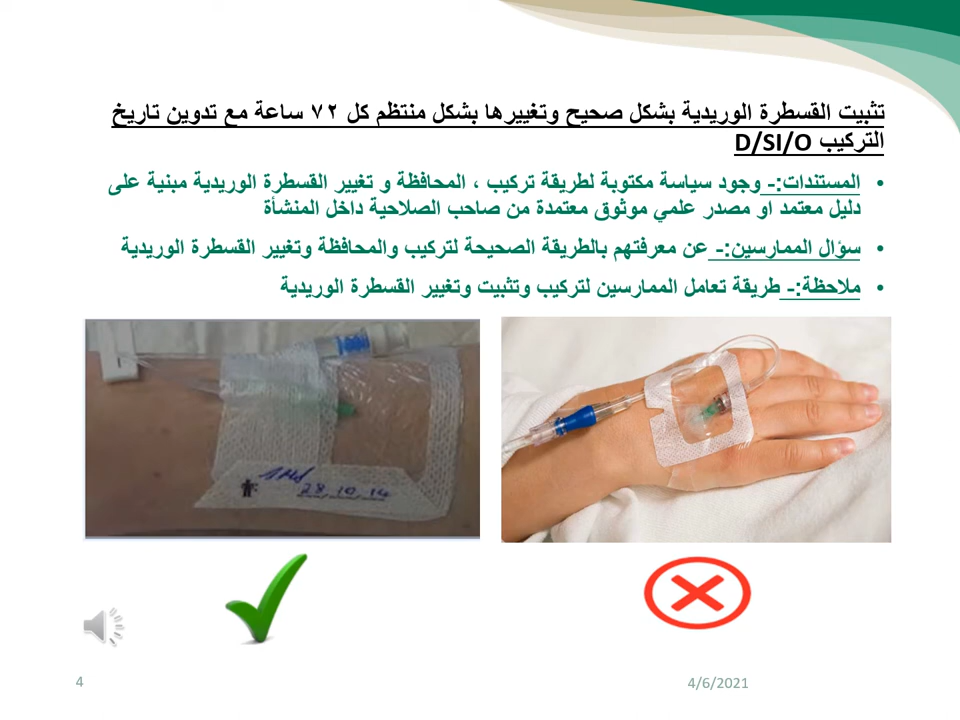 تثبيت القسطرة الوريدية بشكل صحيح وتغييرها بشكل منتظم كل ٧٢ ساعة مع تدوين تاريخ
التركيب D/SI/O
• المستندات:- وجود سياسة مكتوبة لطريقة تركيب ، المحافظة و تغيير القسطرة الوريدية مبنية على
دليل معتمد او مصدر علمي موثوق معتمدة من صاحب الصلاحية داخل المنشأة
• سؤال الممارسين:- عن معرفتهم بالطريقة الصحيحة لتركيب والمحافظة وتغيير القسطرة الوريدية
• ملاحظة:- طريقة تعامل الممارسين لتركيب وتثبيت وتغيير القسطرة الوريدية
28.10.14
4
4/6/2021